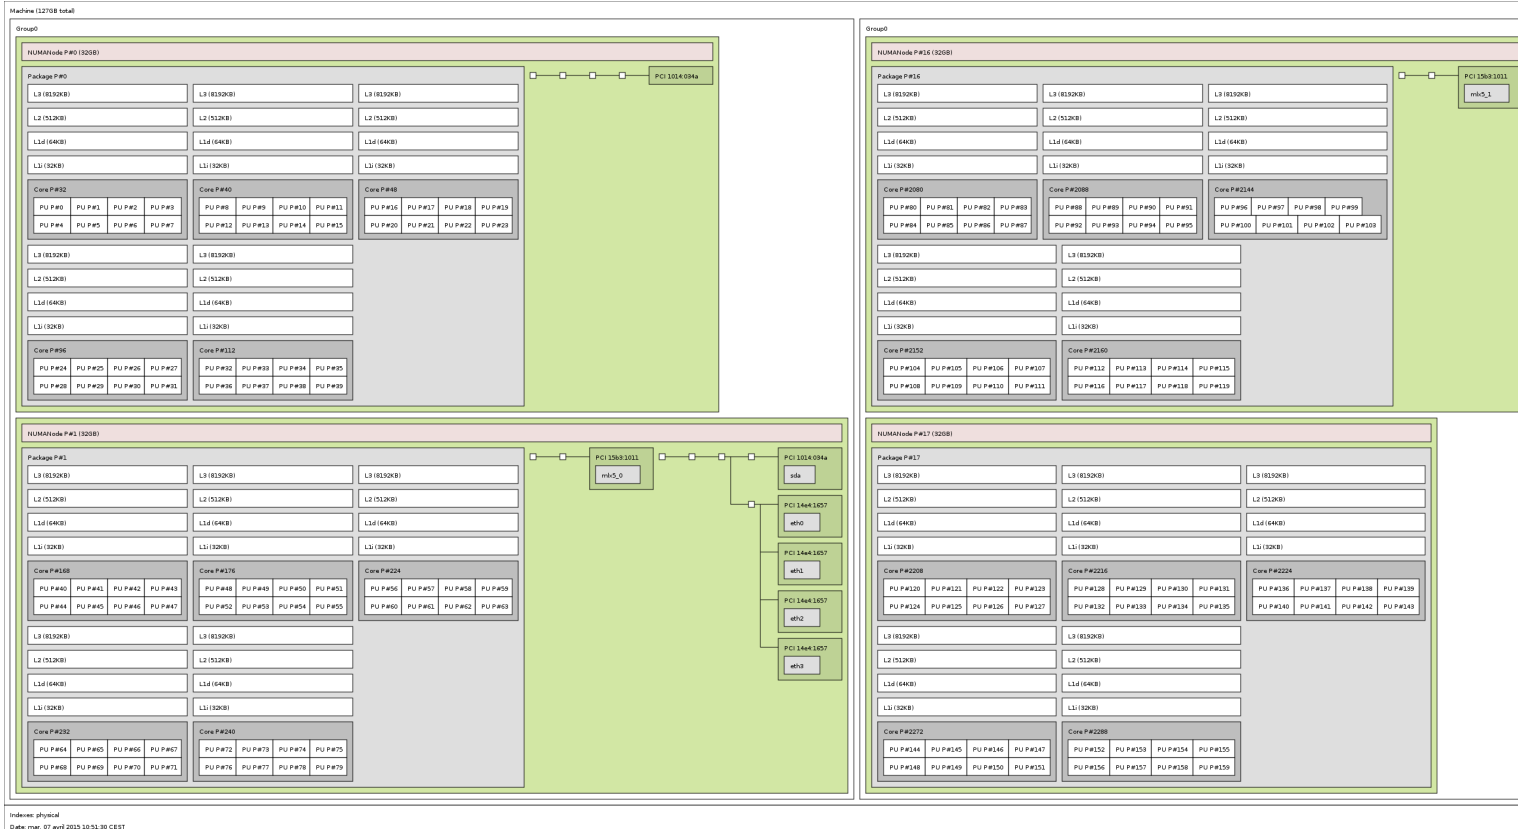 Machine (127GB total)
Group0
NUMANode P#0 (32GB)
Package P#0
PCI 1014:034a
L3 (8192KB) L3 (8192KB) L3 (8192KB)
L2 (512KB) L2 (512KB) L2 (512KB)
L1d (64KB) L1d (64KB) L1d (64KB)
L1i (32KB) L1i (32KB) L1i (32KB)
Core P#32 Core P#40 Core P#48
PU P#0 PU P#1 PU P#2 PU P#3 PU P#8 PU P#9 PU P#10 PU P#11 PU P#16 PU P#17 PU P#18 PU P#19
PU P#4 PU P#5 PU P#6 PU P#7 PU P#12 PU P#13 PU P#14 PU P#15 PU P#20 PU P#21 PU P#22 PU P#23
L3 (8192KB) L3 (8192KB)
L2 (512KB) L2 (512KB)
L1d (64KB) L1d (64KB)
L1i (32KB) L1i (32KB)
Core P#96 Core P#112
PU P#24 PU P#25 PU P#26 PU P#27 PU P#32 PU P#33 PU P#34 PU P#35
PU P#28 PU P#29 PU P#30 PU P#31 PU P#36 PU P#37 PU P#38 PU P#39
NUMANode P#1 (32GB)
Package P#1
PCI 15b3:1011
mlx5_0
PCI 1014:034a
sda
PCI 14e4:1657
eth0
PCI 14e4:1657
eth1
PCI 14e4:1657
eth2
PCI 14e4:1657
eth3
L3 (8192KB) L3 (8192KB) L3 (8192KB)
L2 (512KB) L2 (512KB) L2 (512KB)
L1d (64KB) L1d (64KB) L1d (64KB)
L1i (32KB) L1i (32KB) L1i (32KB)
Core P#168 Core P#176 Core P#224
PU P#40 PU P#41 PU P#42 PU P#43 PU P#48 PU P#49 PU P#50 PU P#51 PU P#56 PU P#57 PU P#58 PU P#59
PU P#44 PU P#45 PU P#46 PU P#47 PU P#52 PU P#53 PU P#54 PU P#55 PU P#60 PU P#61 PU P#62 PU P#63
L3 (8192KB) L3 (8192KB)
L2 (512KB) L2 (512KB)
L1d (64KB) L1d (64KB)
L1i (32KB) L1i (32KB)
Core P#232 Core P#240
PU P#64 PU P#65 PU P#66 PU P#67 PU P#72 PU P#73 PU P#74 PU P#75
PU P#68 PU P#69 PU P#70 PU P#71 PU P#76 PU P#77 PU P#78 PU P#79
Group0
NUMANode P#16 (32GB)
Package P#16
PCI 15b3:1011
mlx5_1
L3 (8192KB) L3 (8192KB) L3 (8192KB)
L2 (512KB) L2 (512KB) L2 (512KB)
L1d (64KB) L1d (64KB) L1d (64KB)
L1i (32KB) L1i (32KB) L1i (32KB)
Core P#2080 Core P#2088 Core P#2144
PU P#80 PU P#81 PU P#82 PU P#83 PU P#88 PU P#89 PU P#90 PU P#91 PU P#96 PU P#97 PU P#98 PU P#99
PU P#84 PU P#85 PU P#86 PU P#87 PU P#92 PU P#93 PU P#94 PU P#95 PU P#100 PU P#101 PU P#102 PU P#103
L3 (8192KB) L3 (8192KB)
L2 (512KB) L2 (512KB)
L1d (64KB) L1d (64KB)
L1i (32KB) L1i (32KB)
Core P#2152 Core P#2160
PU P#104 PU P#105 PU P#106 PU P#107 PU P#112 PU P#113 PU P#114 PU P#115
PU P#108 PU P#109 PU P#110 PU P#111 PU P#116 PU P#117 PU P#118 PU P#119
NUMANode P#17 (32GB)
Package P#17
L3 (8192KB) L3 (8192KB) L3 (8192KB)
L2 (512KB) L2 (512KB) L2 (512KB)
L1d (64KB) L1d (64KB) L1d (64KB)
L1i (32KB) L1i (32KB) L1i (32KB)
Core P#2208 Core P#2216 Core P#2224
PU P#120 PU P#121 PU P#122 PU P#123 PU P#128 PU P#129 PU P#130 PU P#131 PU P#136 PU P#137 PU P#138 PU P#139
PU P#124 PU P#125 PU P#126 PU P#127 PU P#132 PU P#133 PU P#134 PU P#135 PU P#140 PU P#141 PU P#142 PU P#143
L3 (8192KB) L3 (8192KB)
L2 (512KB) L2 (512KB)
L1d (64KB) L1d (64KB)
L1i (32KB) L1i (32KB)
Core P#2272 Core P#2288
PU P#144 PU P#145 PU P#146 PU P#147 PU P#152 PU P#153 PU P#154 PU P#155
PU P#148 PU P#149 PU P#150 PU P#151 PU P#156 PU P#157 PU P#158 PU P#159
Indexes: physical
Date: mar. 07 avril 2015 10:51:30 CEST